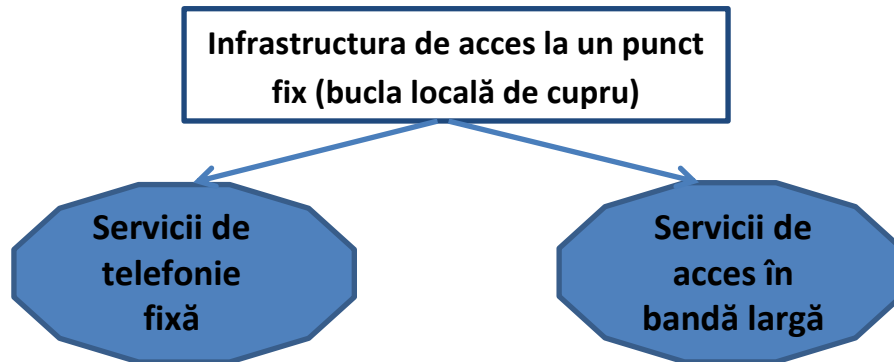 Infrastructura de acces la un punct
fix (bucla locală de cupru)
Servicii de
telefonie
fixă
Servicii de
acces în
bandă largă